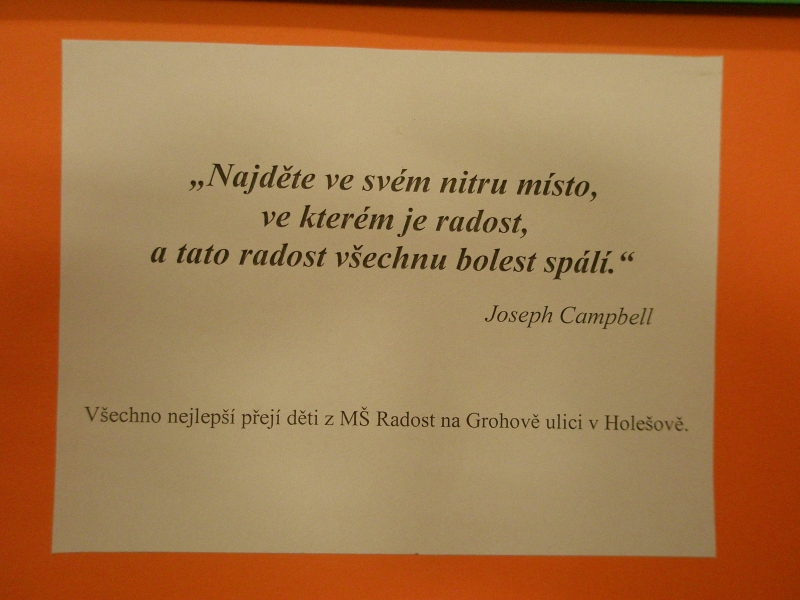 „Najděte ve svém nitru místo,
ve kterém je radost,
a tato radost všechnu bolest spálí.“
Joseph Campbell
Všechno nejlepší přejí děti z MŠ Radost na Grohově ulici v Holešově.